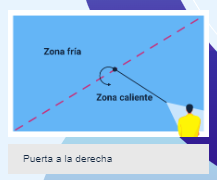 Zona fría
Zona caliente
Puerta a la derecha